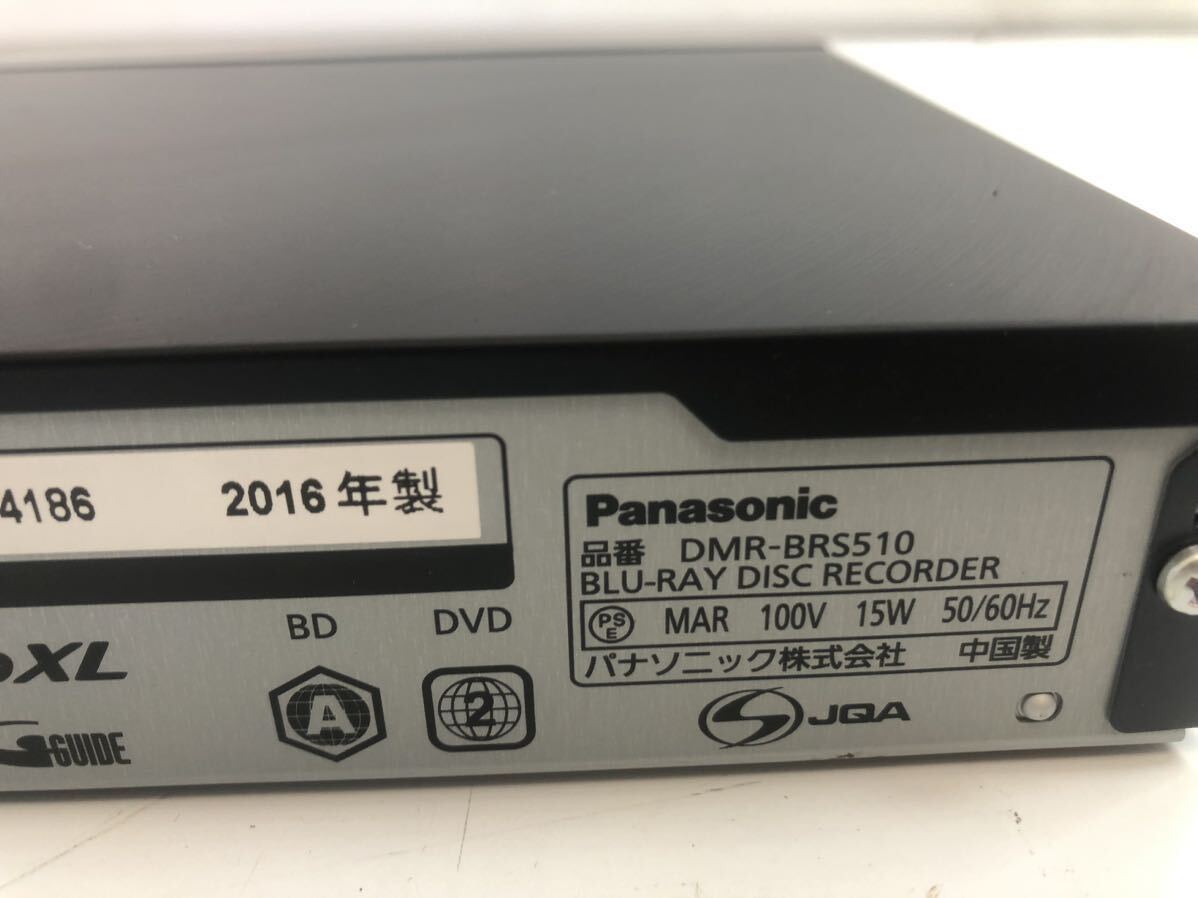 4186 2016年製
Panasonic
品番 DMR-BRS510
BLU-RAY DISC RECORDER
PSE MAR 100V 15W 50/60Hz
パナソニック株式会社 中国製
BD DVD
XL
A 2
G-GUIDE
JQA